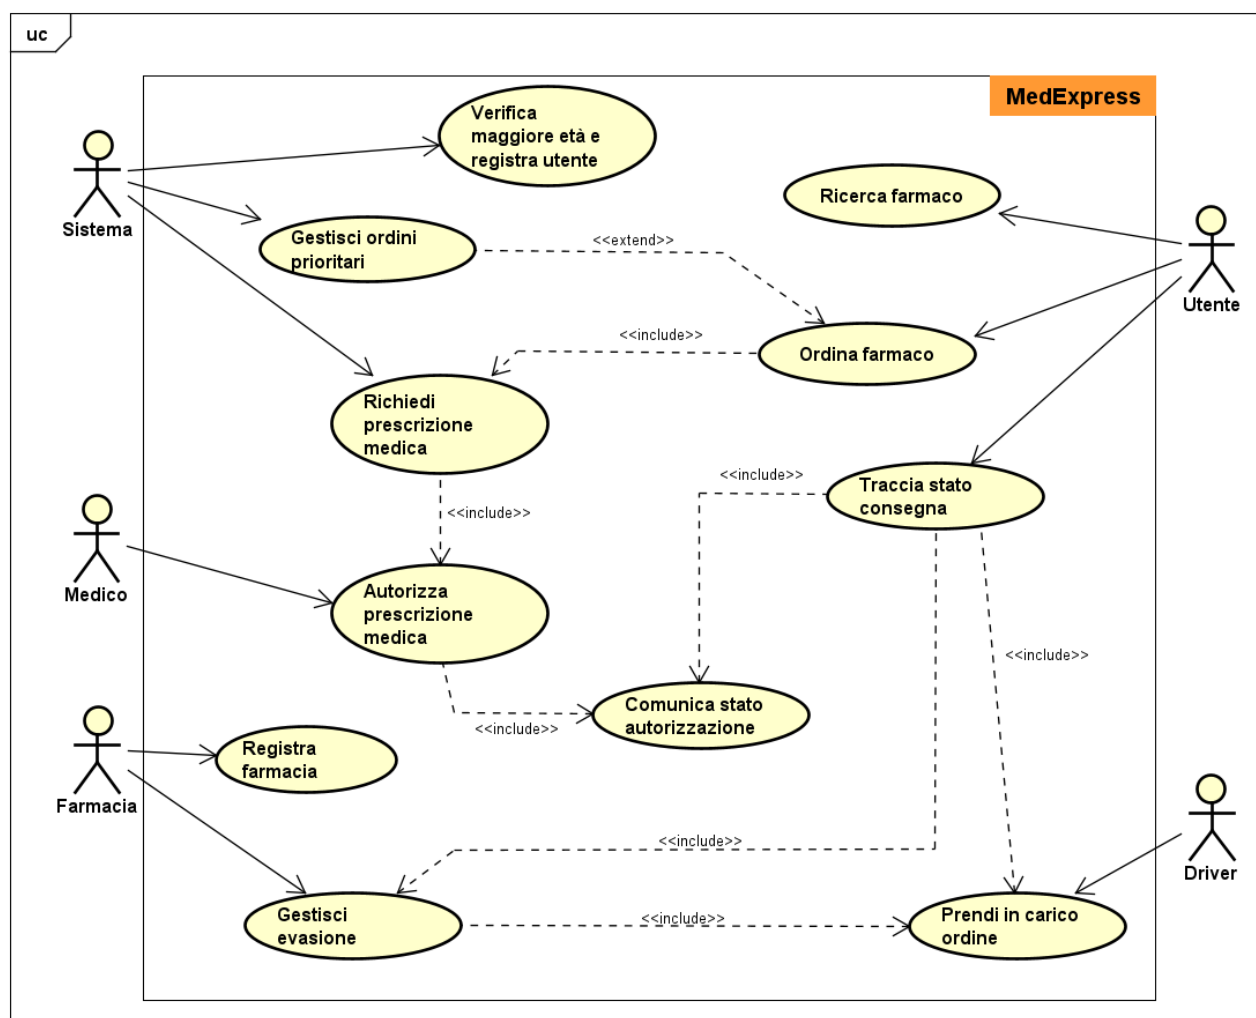 uc
MedExpress
Verifica
maggiore età e
registra utente
Ricerca farmaco
Sistema
Gestisci ordini
prioritari
<<extend>>
Utente
<<include>>
Ordina farmaco
Richiedi
prescrizione
medica
<<include>>
Traccia stato
consegna
<<include>>
Medico
Autorizza
prescrizione
medica
<<include>>
Comunica stato
autorizzazione
<<include>>
Registra
farmacia
Farmacia
<<include>>
Driver
Gestisci
evasione
<<include>>
Prendi in carico
ordine